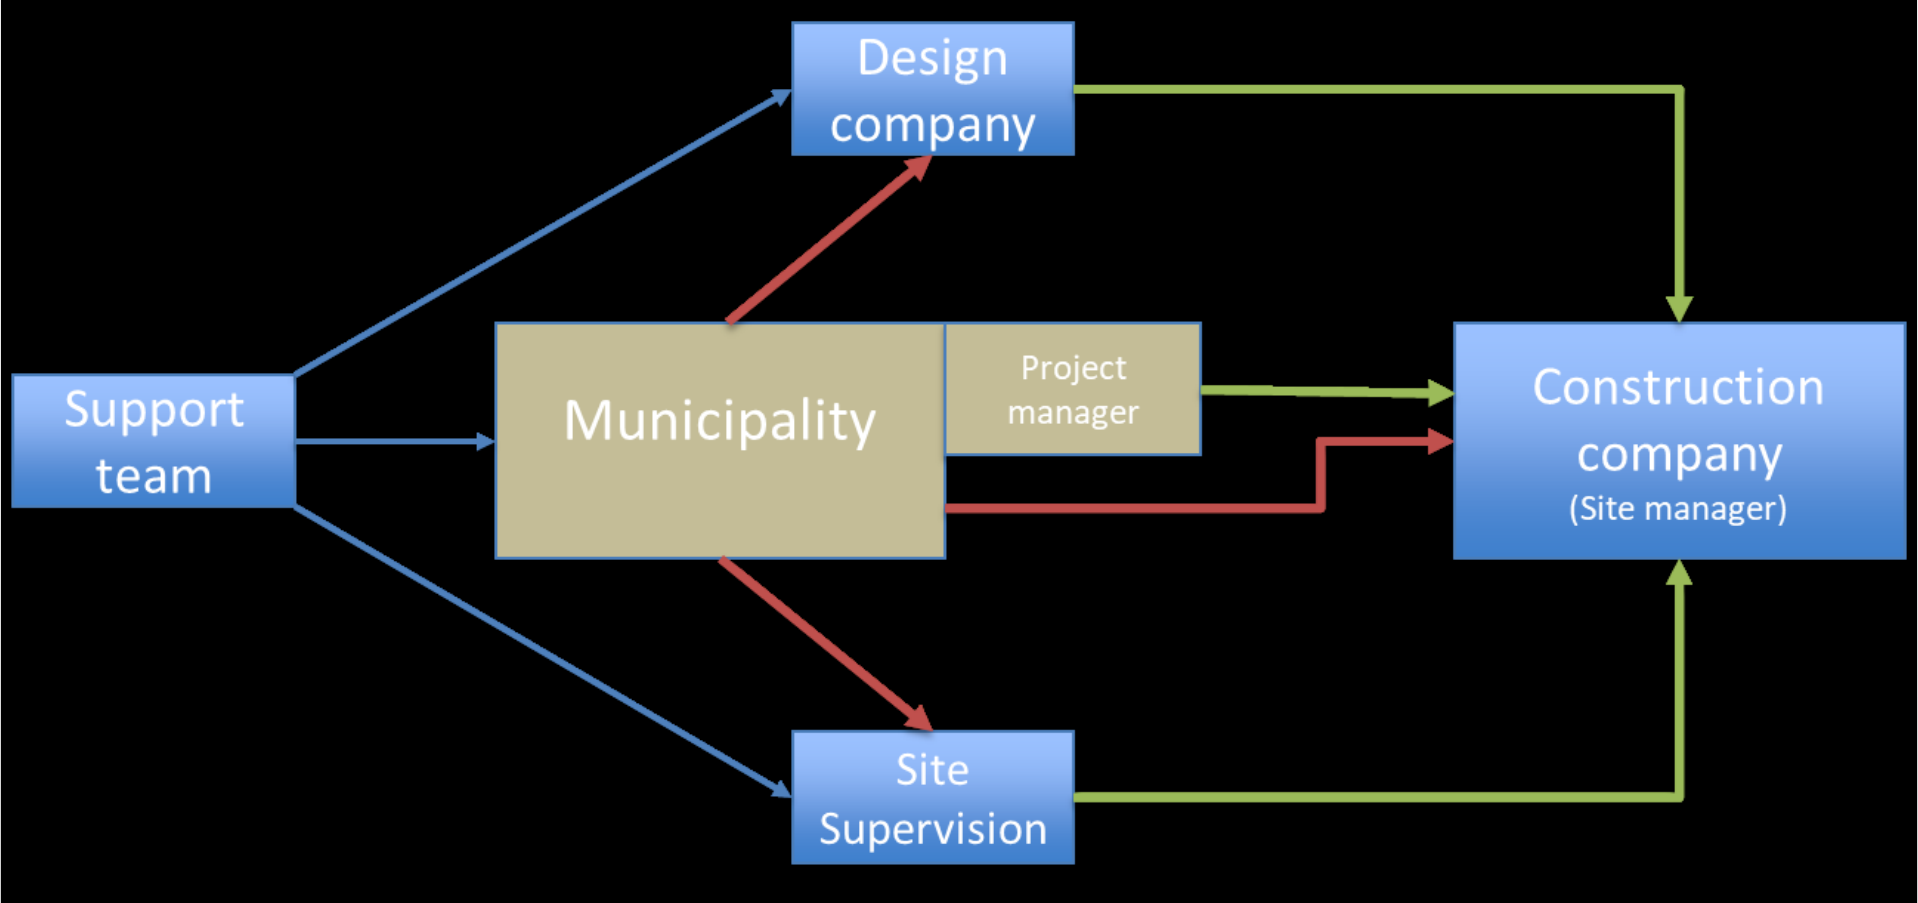 Design
company
Support
team
Municipality
Project
manager
Construction
company
(Site manager)
Site
Supervision